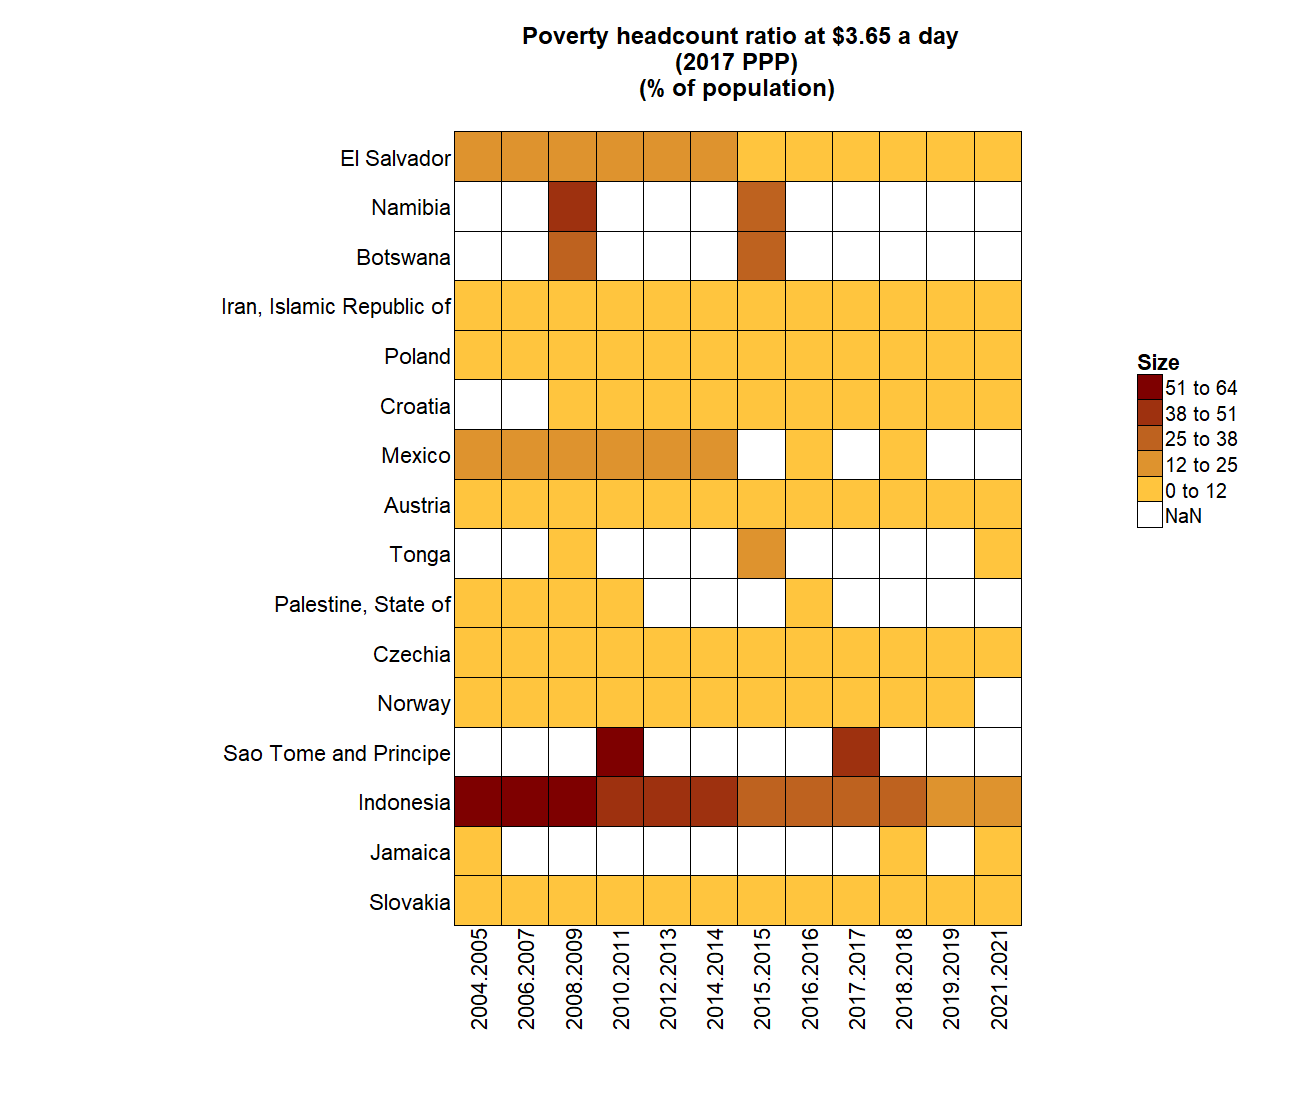 Poverty headcount ratio at $3.65 a day
(2017 PPP)
(% of population)
El Salvador
Namibia
Botswana
Iran, Islamic Republic of
Poland
Croatia
Mexico
Austria
Tonga
Palestine, State of
Czechia
Norway
Sao Tome and Principe
Indonesia
Jamaica
Slovakia
2004.2005
2006.2007
2008.2009
2010.2011
2012.2013
2014.2014
2015.2015
2016.2016
2017.2017
2018.2018
2019.2019
2021.2021
Size
51 to 64
38 to 51
25 to 38
12 to 25
0 to 12
NaN